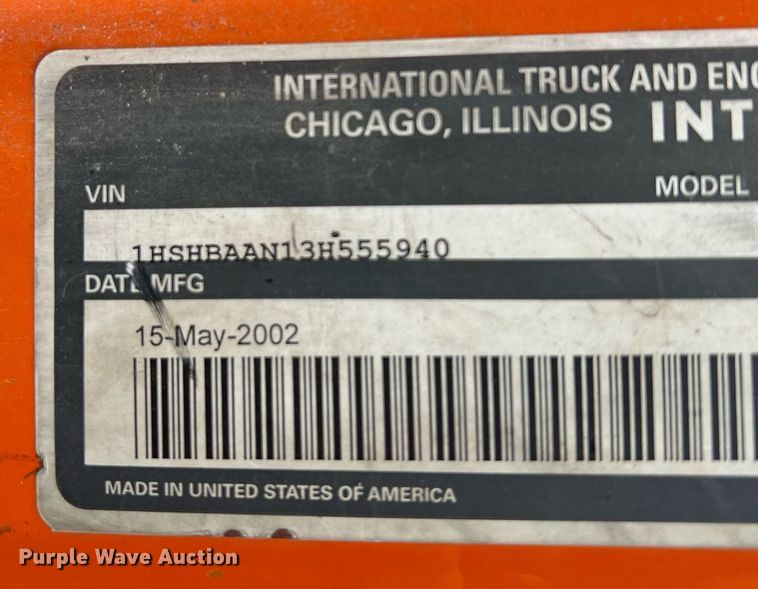 INTERNATIONAL TRUCK AND ENG
CHICAGO, ILLINOIS INT
VIN MODEL
1HSHBAAN13H555940
DATE MFG
15-May-2002
MADE IN UNITED STATES OF AMERICA
Purple Wave Auction